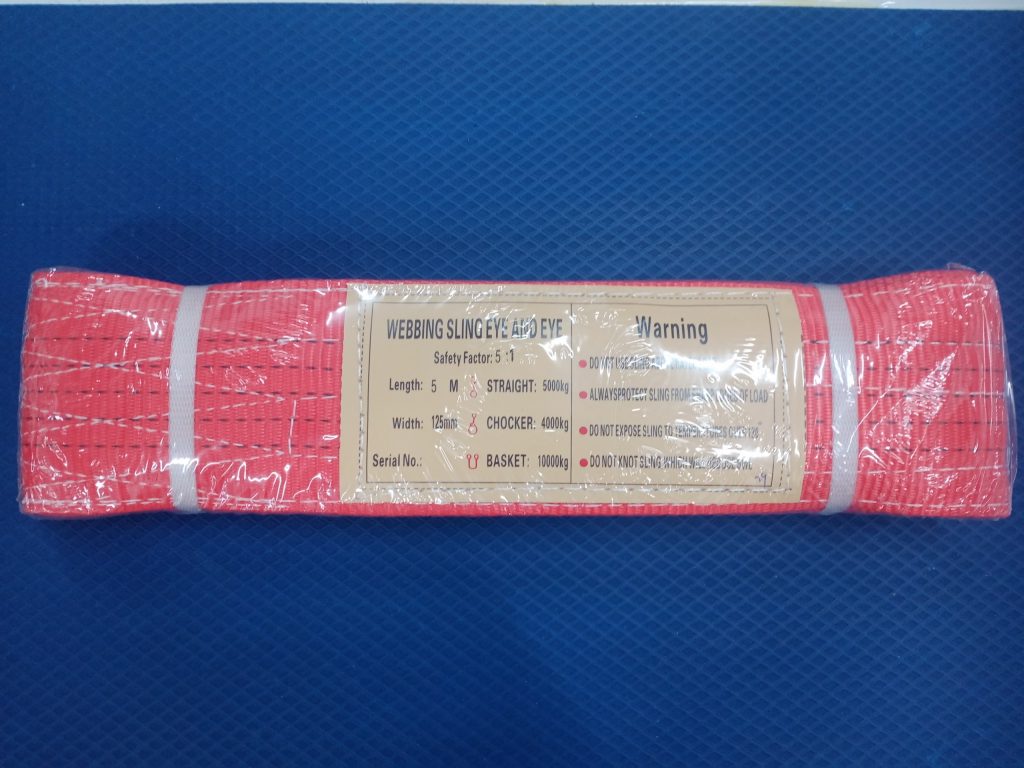 WEBBING SLING EYE AND EYE
Safety Factor: 5 :1
Length: 5 M STRAIGHT: 5000kg
Width: 125mm CHOCKER: 4000kg
Serial No.: BASKET: 10000kg
Warning
DO NOT USE SLING
ALWAYSPROTECT SLING FROM OF LOAD
DO NOT EXPOSE SLING TO
DO NOT KNOT SLING WHICH